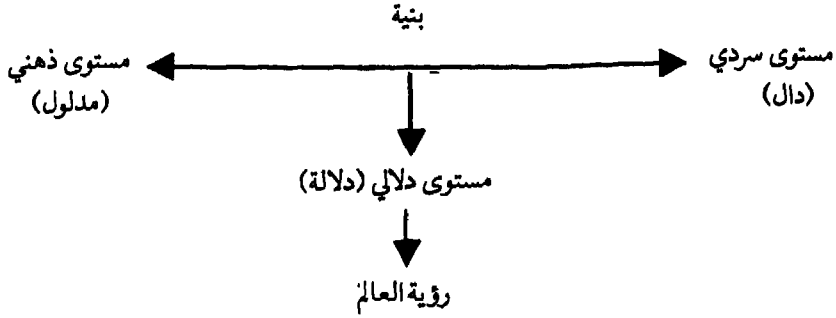 بنية
مستوى سردي
(دال)
مستوى ذهني
(مدلول)
مستوى دلالي (دلالة)
رؤية العالم